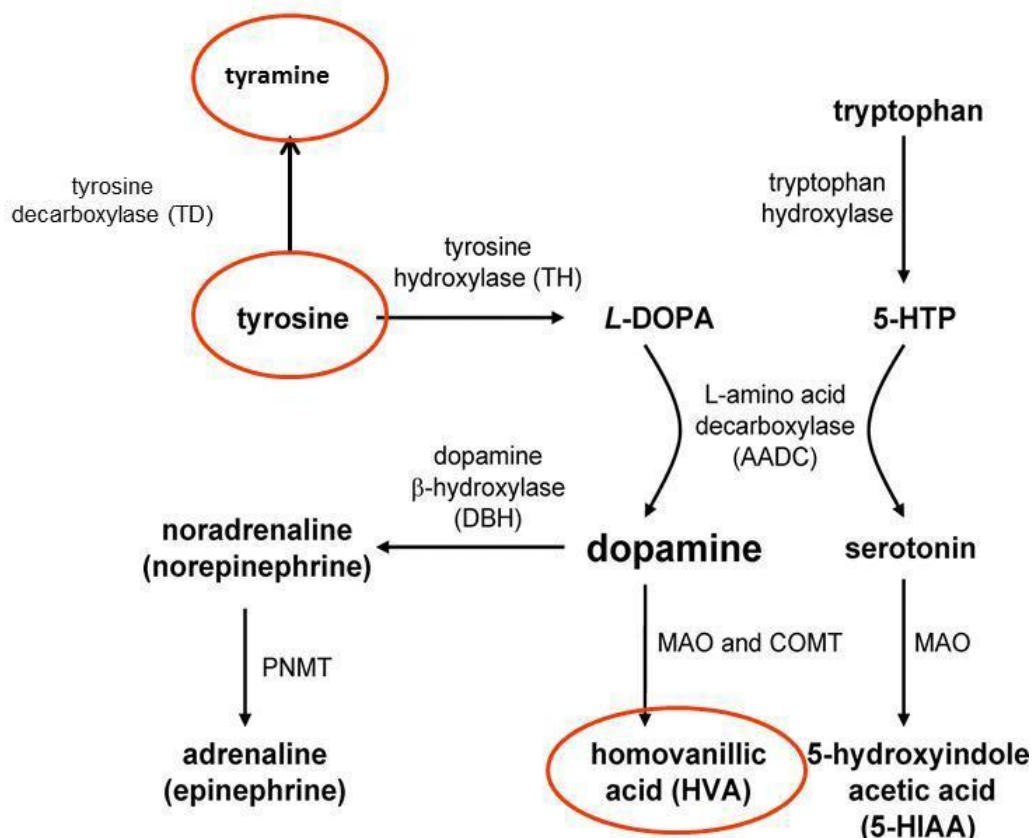 tyramine
tryptophan
tyrosine
decarboxylase (TD)
tryptophan
hydroxylase
tyrosine
hydroxylase (TH)
tyrosine
L-DOPA
5-HTP
L-amino acid
decarboxylase
(AADC)
dopamine
β-hydroxylase
(DBH)
noradrenaline
(norepinephrine)
dopamine
serotonin
PNMT
MAO and COMT
MAO
adrenaline
(epinephrine)
homovanillic
acid (HVA)
5-hydroxyindole
acetic acid
(5-HIAA)